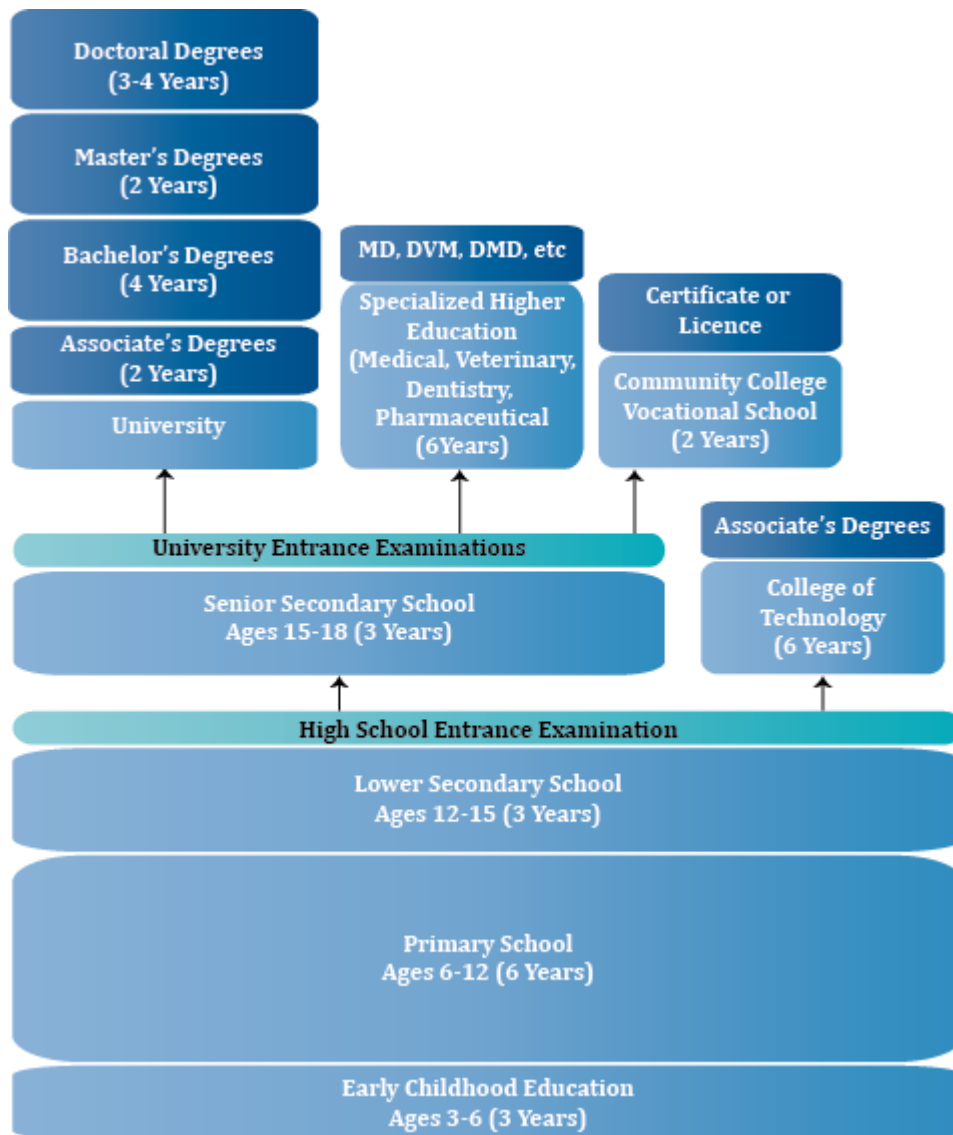 Doctoral Degrees
(3-4 Years)
Master's Degrees
(2 Years)
Bachelor's Degrees
(4 Years)
Associate's Degrees
(2 Years)
University
MD, DVM, DMD, etc
Specialized Higher
Education
(Medical, Veterinary,
Dentistry,
Pharmaceutical
(6Years)
Certificate or
Licence
Community College
Vocational School
(2 Years)
University Entrance Examinations
Senior Secondary School
Ages 15-18 (3 Years)
Associate's Degrees
College of
Technology
(6 Years)
High School Entrance Examination
Lower Secondary School
Ages 12-15 (3 Years)
Primary School
Ages 6-12 (6 Years)
Early Childhood Education
Ages 3-6 (3 Years)